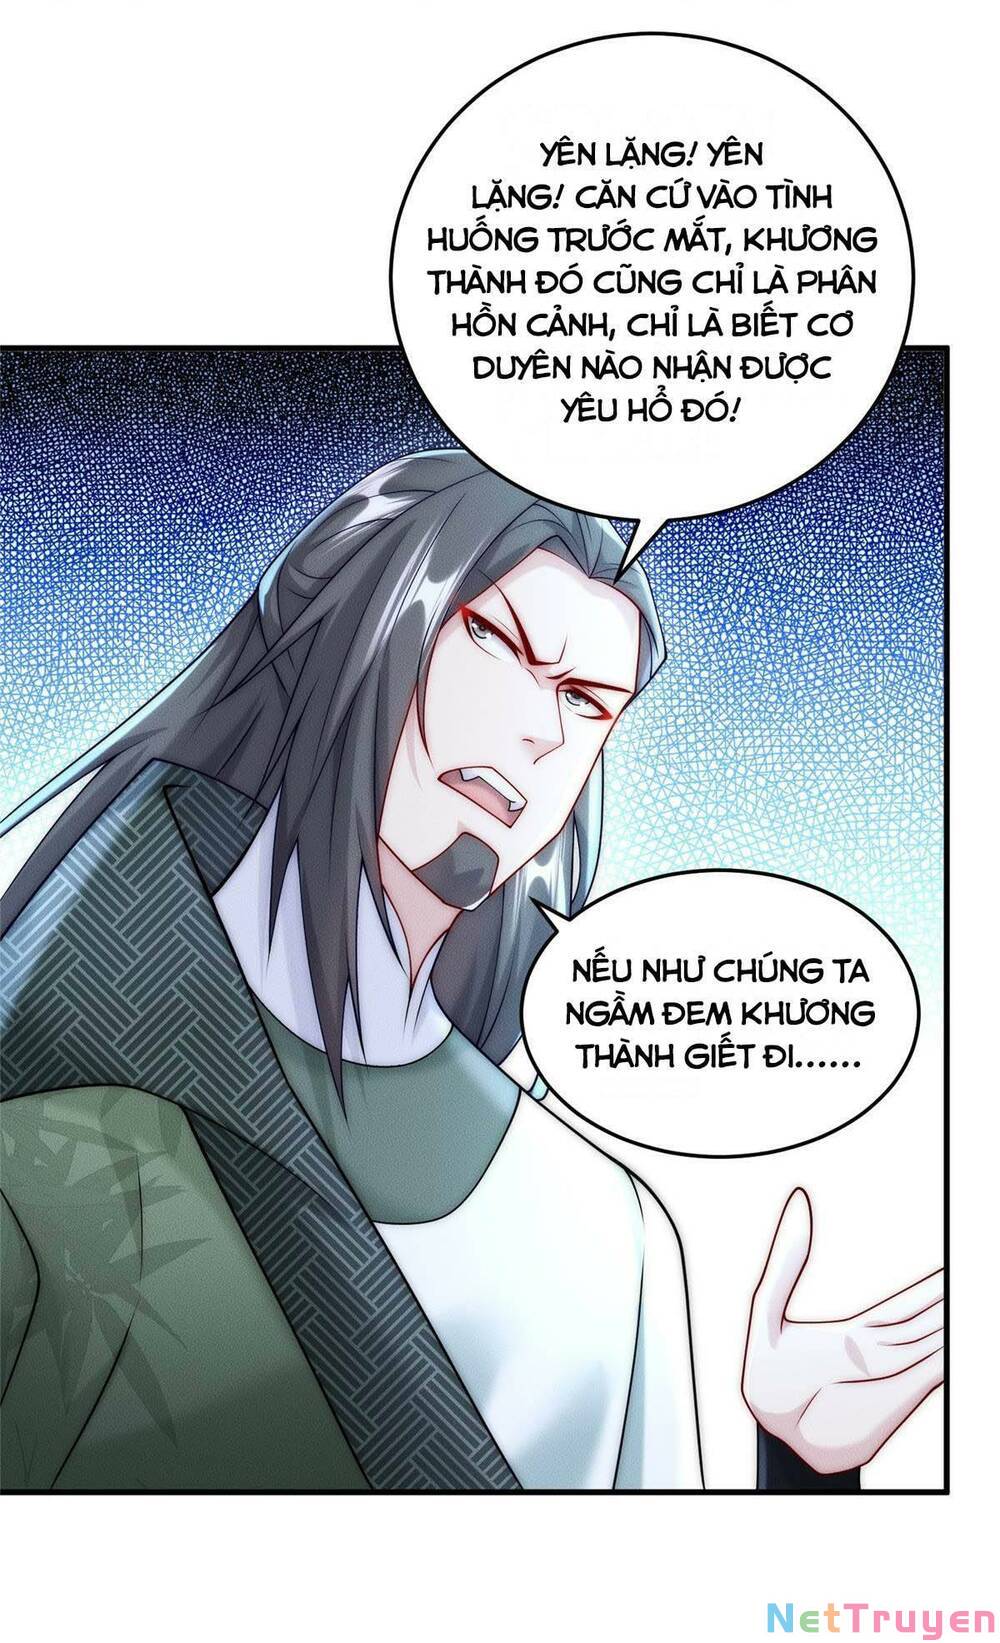 YÊN LẶNG! YÊN
LẶNG! CĂN CỨ VÀO TÌNH
HUỐNG TRƯỚC MẮT, KHƯƠNG
THÀNH ĐÓ CŨNG CHỈ LÀ PHÂN
HỒN CẢNH, CHỈ LÀ BIẾT CƠ
DUYÊN NÀO NHẬN ĐƯỢC
YÊU HỔ ĐÓ!
NẾU NHƯ CHÚNG TA
NGẦM ĐEM KHƯƠNG
THÀNH GIẾT ĐI......
NetTruyen